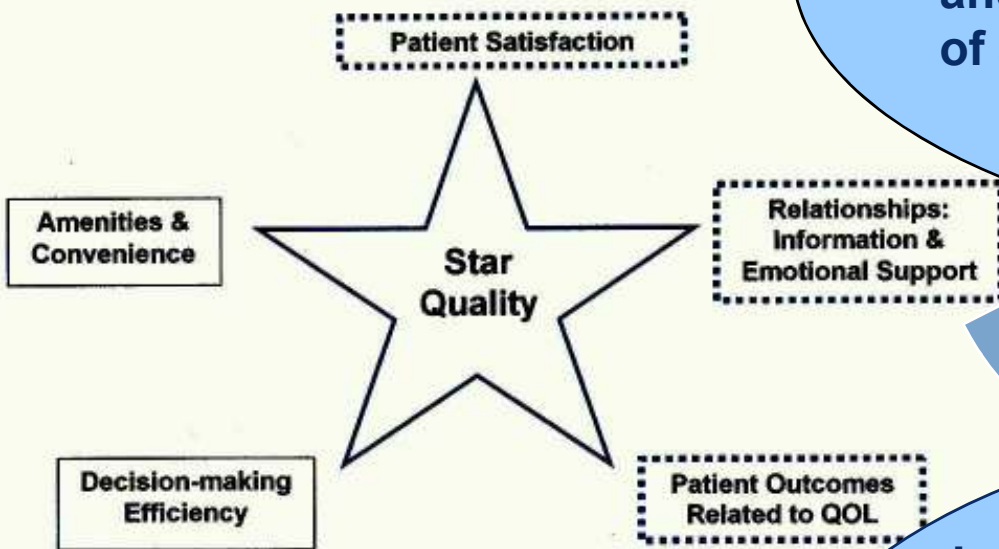 and
of
Patient Satisfaction
Amenities &
Convenience
Relationships:
Information &
Emotional Support
Star
Quality
Decision-making
Efficiency
Patient Outcomes
Related to QOL